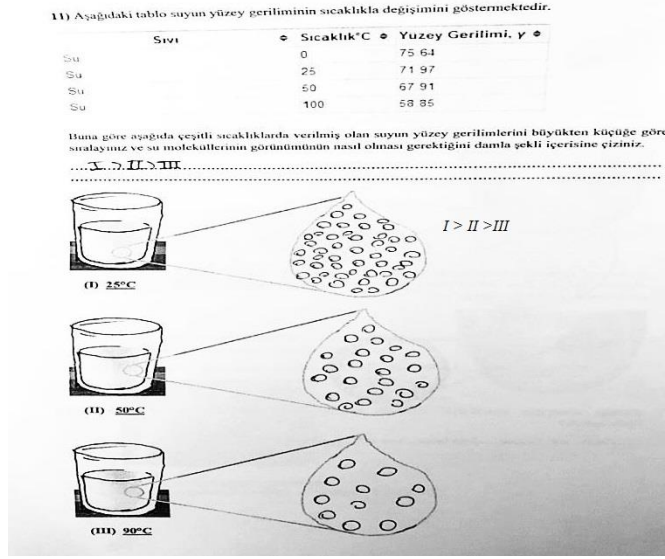 11) Aşağıdaki tablo suyun yüzey geriliminin sıcaklıkla değişimini göstermektedir.
Sıvı Sıcaklık°C Yuzey Gerilimi, γ
Su 0 75 64
Su 25 71 97
Su 50 67 91
Su 100 58 85
Buna göre aşağıda çeşitli sıcaklıklarda verilmiş olan suyun yüzey gerilimlerini büyükten küçüğe göre
sıralayınız ve su moleküllerinin görünümünün nasıl olması gerektiğini damla şekli içerisine çiziniz.
I > II > III
I > II >III
(I) 25°C
(II) 50°C
(III) 90°C